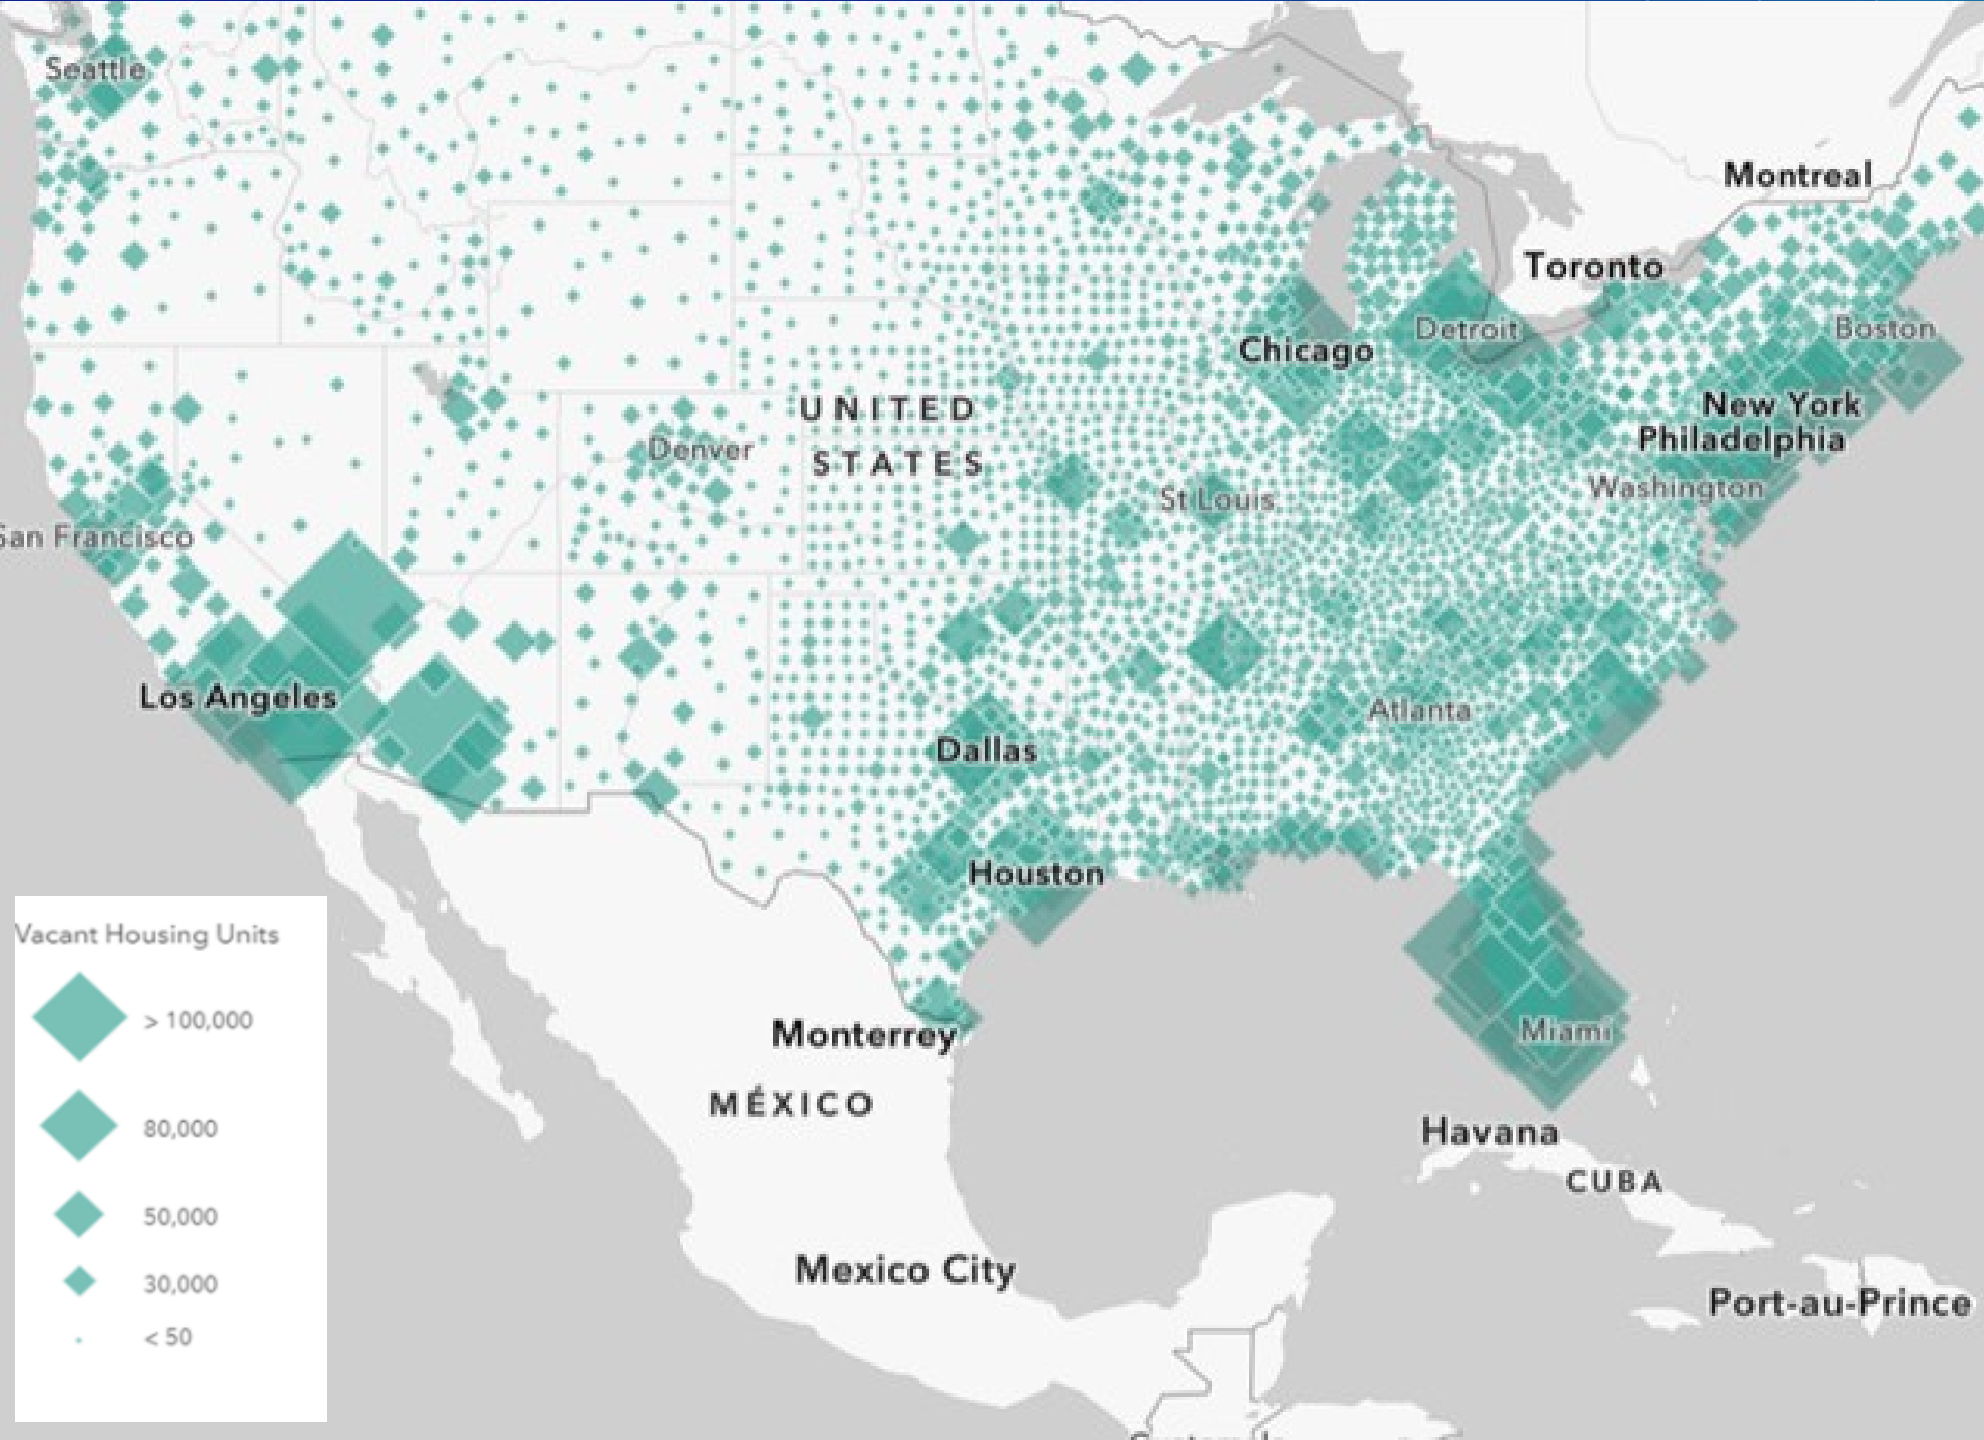 Seattle
Montreal
Toronto
Detroit
Boston
Chicago
New York
UNITED
STATES
Philadelphia
Denver
Washington
St Louis
San Francisco
Los Angeles
Atlanta
Dallas
Houston
Vacant Housing Units
> 100,000
80,000
50,000
30,000
< 50
Miami
Monterrey
MÉXICO
Havana
CUBA
Mexico City
Port-au-Prince